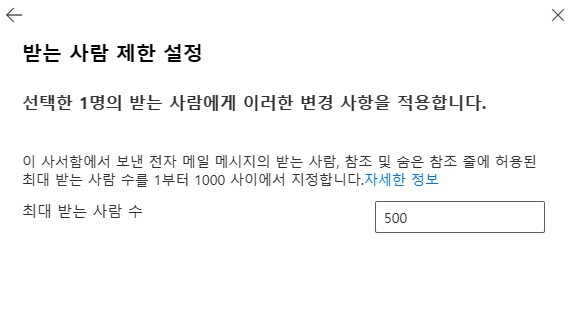 받는 사람 제한 설정
선택한 1명의 받는 사람에게 이러한 변경 사항을 적용합니다.
이 사서함에서 보낸 전자 메일 메시지의 받는 사람, 참조 및 숨은 참조 줄에 허용된
최대 받는 사람 수를 1부터 1000 사이에서 지정합니다.자세한 정보
최대 받는 사람 수
500